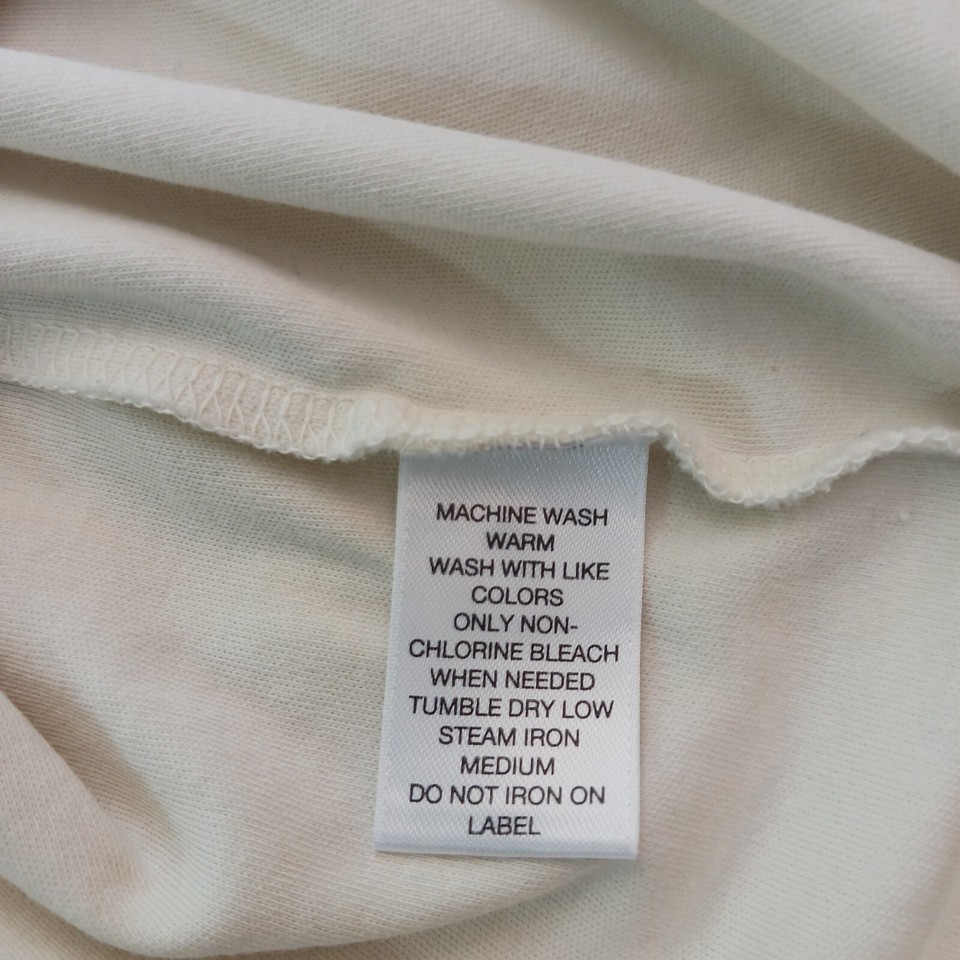 MACHINE WASH
WARM
WASH WITH LIKE
COLORS
ONLY NON-
CHLORINE BLEACH
WHEN NEEDED
TUMBLE DRY LOW
STEAM IRON
MEDIUM
DO NOT IRON ON
LABEL